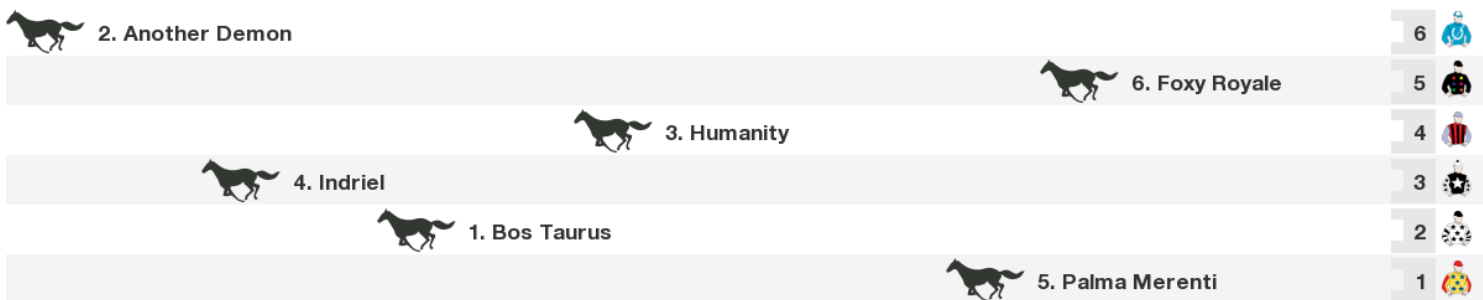 2. Another Demon 6
6. Foxy Royale 5
3. Humanity 4
4. Indriel 3
1. Bos Taurus 2
5. Palma Merenti 1